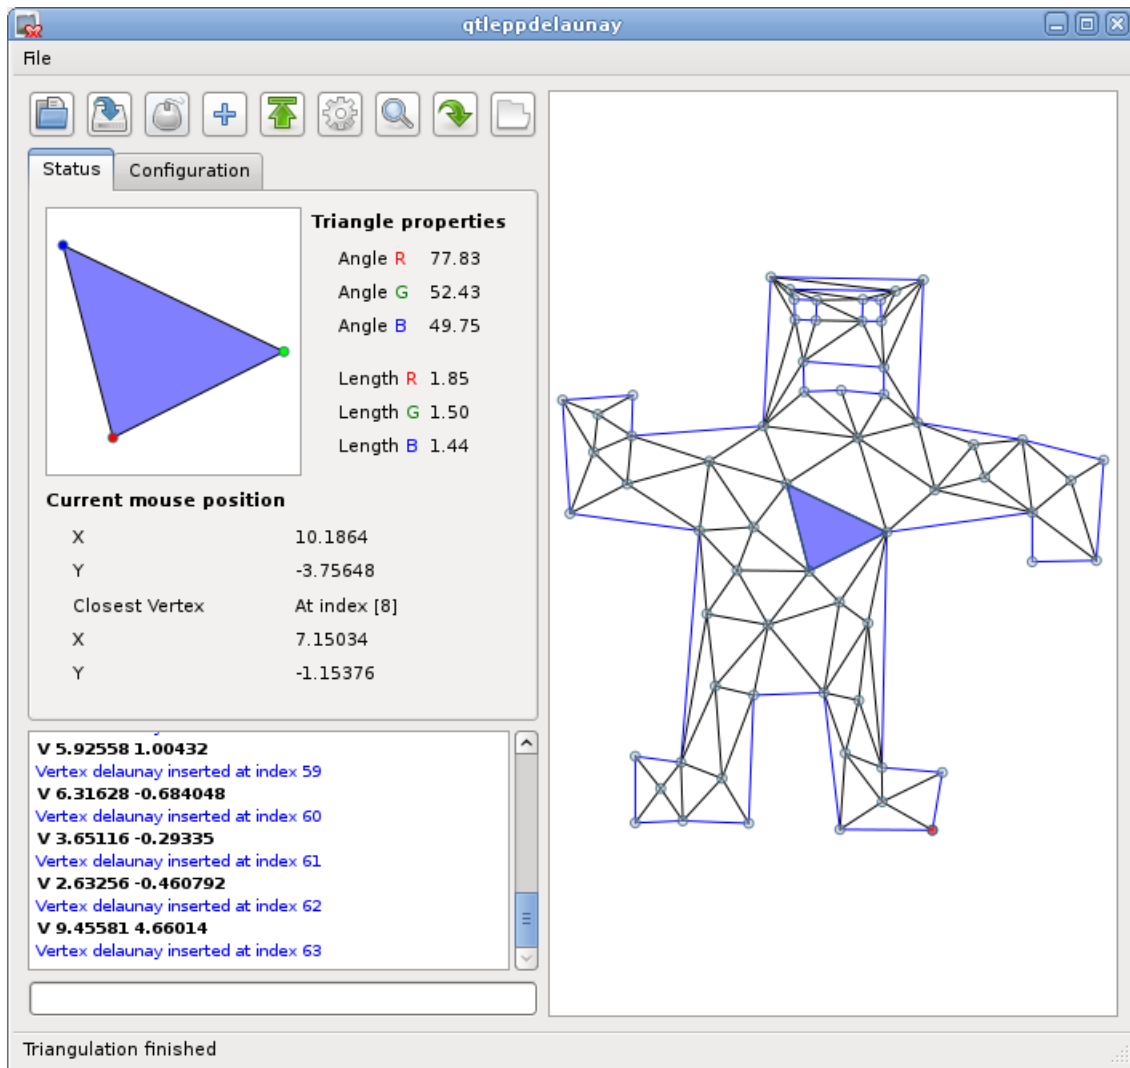 qtleppdelaunay
File
Status
Configuration
Triangle properties
Angle R 77.83
Angle G 52.43
Angle B 49.75
Length R 1.85
Length G 1.50
Length B 1.44
Current mouse position
X 10.1864
Y -3.75648
Closest Vertex At index [8]
X 7.15034
Y -1.15376
V 5.92558 1.00432
Vertex delaunay inserted at index 59
V 6.31628 -0.684048
Vertex delaunay inserted at index 60
V 3.65116 -0.29335
Vertex delaunay inserted at index 61
V 2.63256 -0.460792
Vertex delaunay inserted at index 62
V 9.45581 4.66014
Vertex delaunay inserted at index 63
Triangulation finished